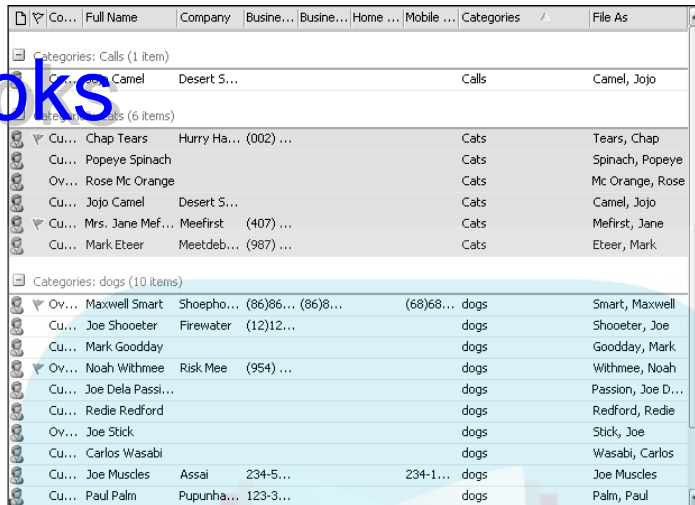 Co... Full Name Company Busine... Busine... Home ... Mobile ... Categories File As
Categories: Calls (1 item)
Jojo Camel Desert S... Calls Camel, Jojo
oks
(6 items)
Cu... Chap Tears Hurry Ha... (002) ... Cats Tears, Chap
Cu... Popeye Spinach Cats Spinach, Popeye
Ov... Rose Mc Orange Cats Mc Orange, Rose
Cu... Jojo Camel Desert S... Cats Camel, Jojo
Cu... Mrs. Jane Mef... Meefirst (407) ... Cats Mefirst, Jane
Cu... Mark Eteer Meetdeb... (987) ... Cats Eteer, Mark
Categories: dogs (10 items)
Ov... Maxwell Smart Shoepho... (86)86... (86)8... (68)68... dogs Smart, Maxwell
Cu... Joe Shooeter Firewater (12)12... dogs Shooeter, Joe
Cu... Mark Goodday dogs Goodday, Mark
Ov... Noah Withmee Risk Mee (954) ... dogs Withmee, Noah
Cu... Joe Dela Passi... dogs Passion, Joe D...
Cu... Redie Redford dogs Redford, Redie
Ov... Joe Stick dogs Stick, Joe
Cu... Carlos Wasabi dogs Wasabi, Carlos
Cu... Joe Muscles Assai 234-5... 234-1... dogs Joe Muscles
Cu... Paul Palm Pupunha... 123-3... dogs Palm, Paul